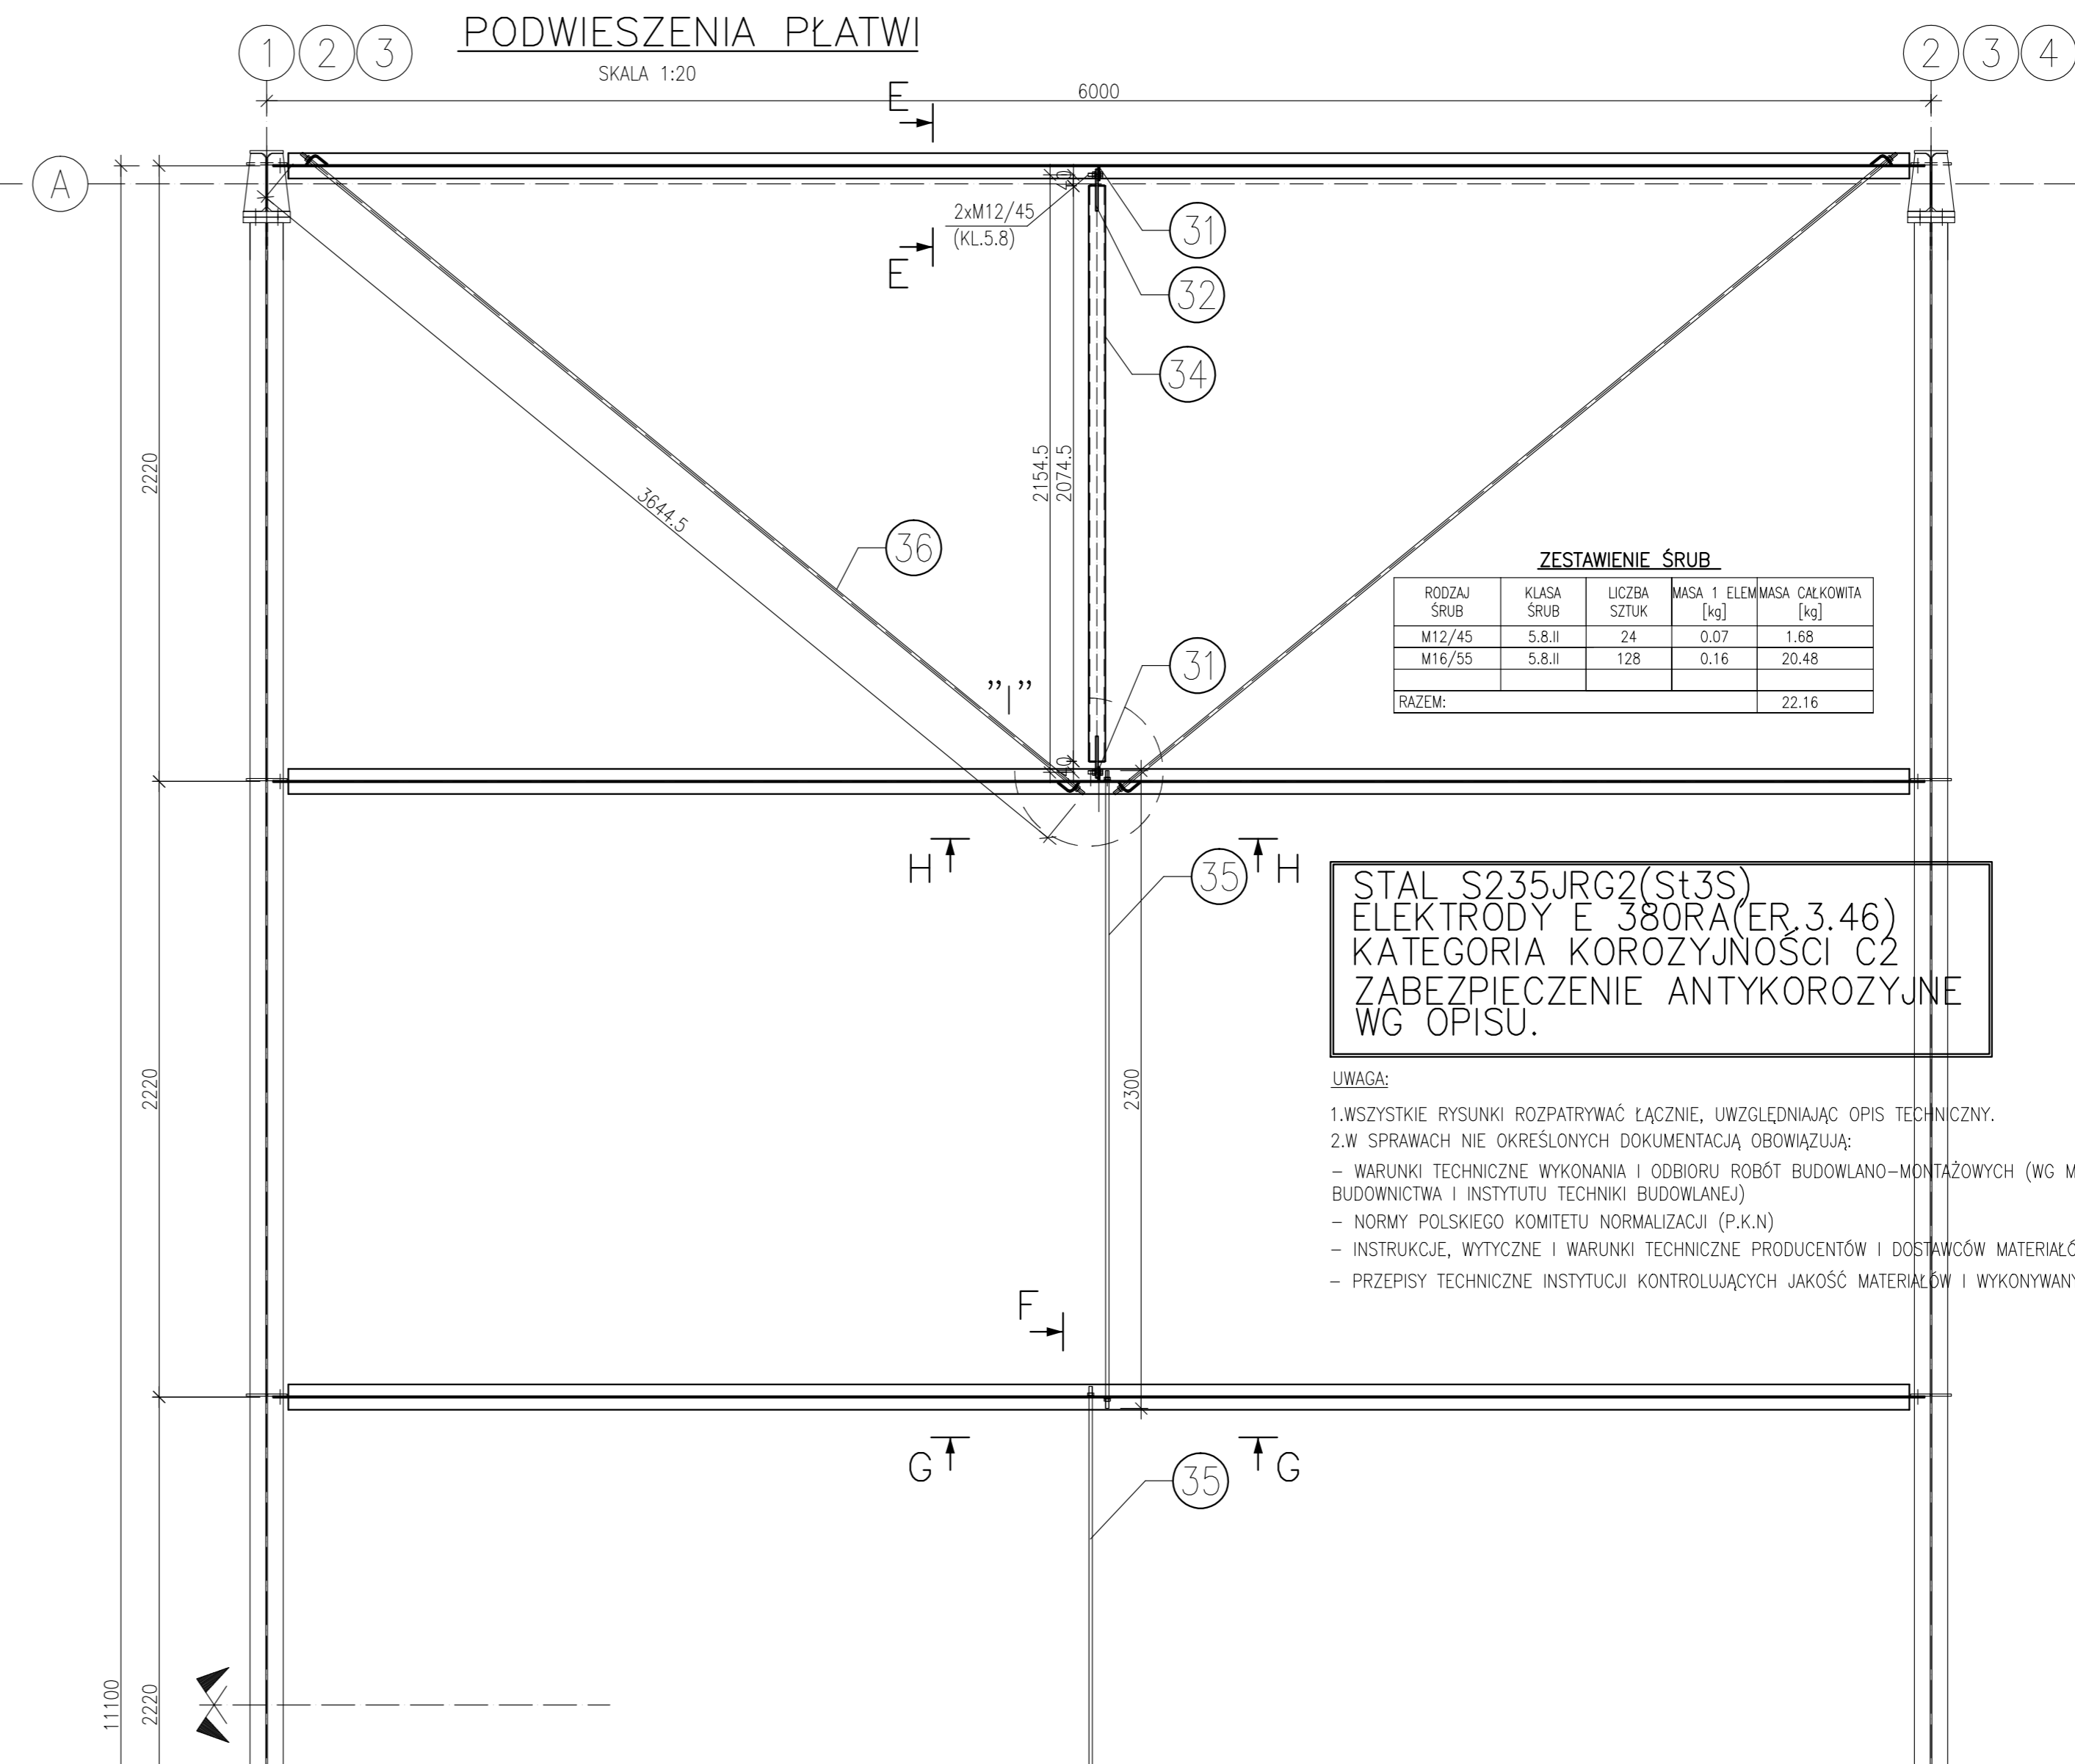 PODWIESZENIA PŁATWI
SKALA 1:20
1 2 3
2 3 4
6000
E
A
40
2xM12/45
(KL.5.8)
E
31
32
34
2220
2154.5
2074.5
3644.5
36
ZESTAWIENIE ŚRUB
RODZAJ ŚRUB KLASA ŚRUB LICZBA SZTUK MASA 1 ELEM [kg] MASA CAŁKOWITA [kg]
M12/45 5.8.II 24 0.07 1.68
M16/55 5.8.II 128 0.16 20.48
RAZEM: 22.16
31
"I"
40
H H
35
STAL S235JRG2(St3S)
ELEKTRODY E 380RA(ER.3.46)
KATEGORIA KOROZYJNOŚCI C2
ZABEZPIECZENIE ANTYKOROZYJNE
WG OPISU.
2220
2300
UWAGA:
1.WSZYSTKIE RYSUNKI ROZPATRYWAĆ ŁĄCZNIE, UWZGLĘDNIAJĄC OPIS TECHNICZNY.
2.W SPRAWACH NIE OKREŚLONYCH DOKUMENTACJĄ OBOWIĄZUJĄ:
– WARUNKI TECHNICZNE WYKONANIA I ODBIORU ROBÓT BUDOWLANO–MONTAŻOWYCH (WG M
BUDOWNICTWA I INSTYTUTU TECHNIKI BUDOWLANEJ)
– NORMY POLSKIEGO KOMITETU NORMALIZACJI (P.K.N)
– INSTRUKCJE, WYTYCZNE I WARUNKI TECHNICZNE PRODUCENTÓW I DOSTAWCÓW MATERIAŁÓ
– PRZEPISY TECHNICZNE INSTYTUCJI KONTROLUJĄCYCH JAKOŚĆ MATERIAŁÓW I WYKONYWANY
F
G G
35
11100
2220